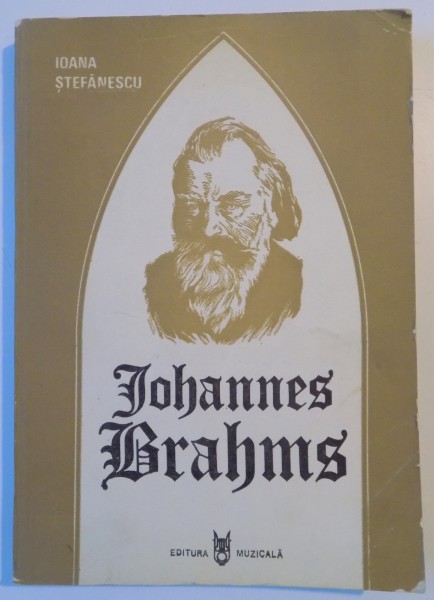 IOANA
ŞTEFĂNESCU
Johannes
Brahms
EDITURA MUZICALĂ